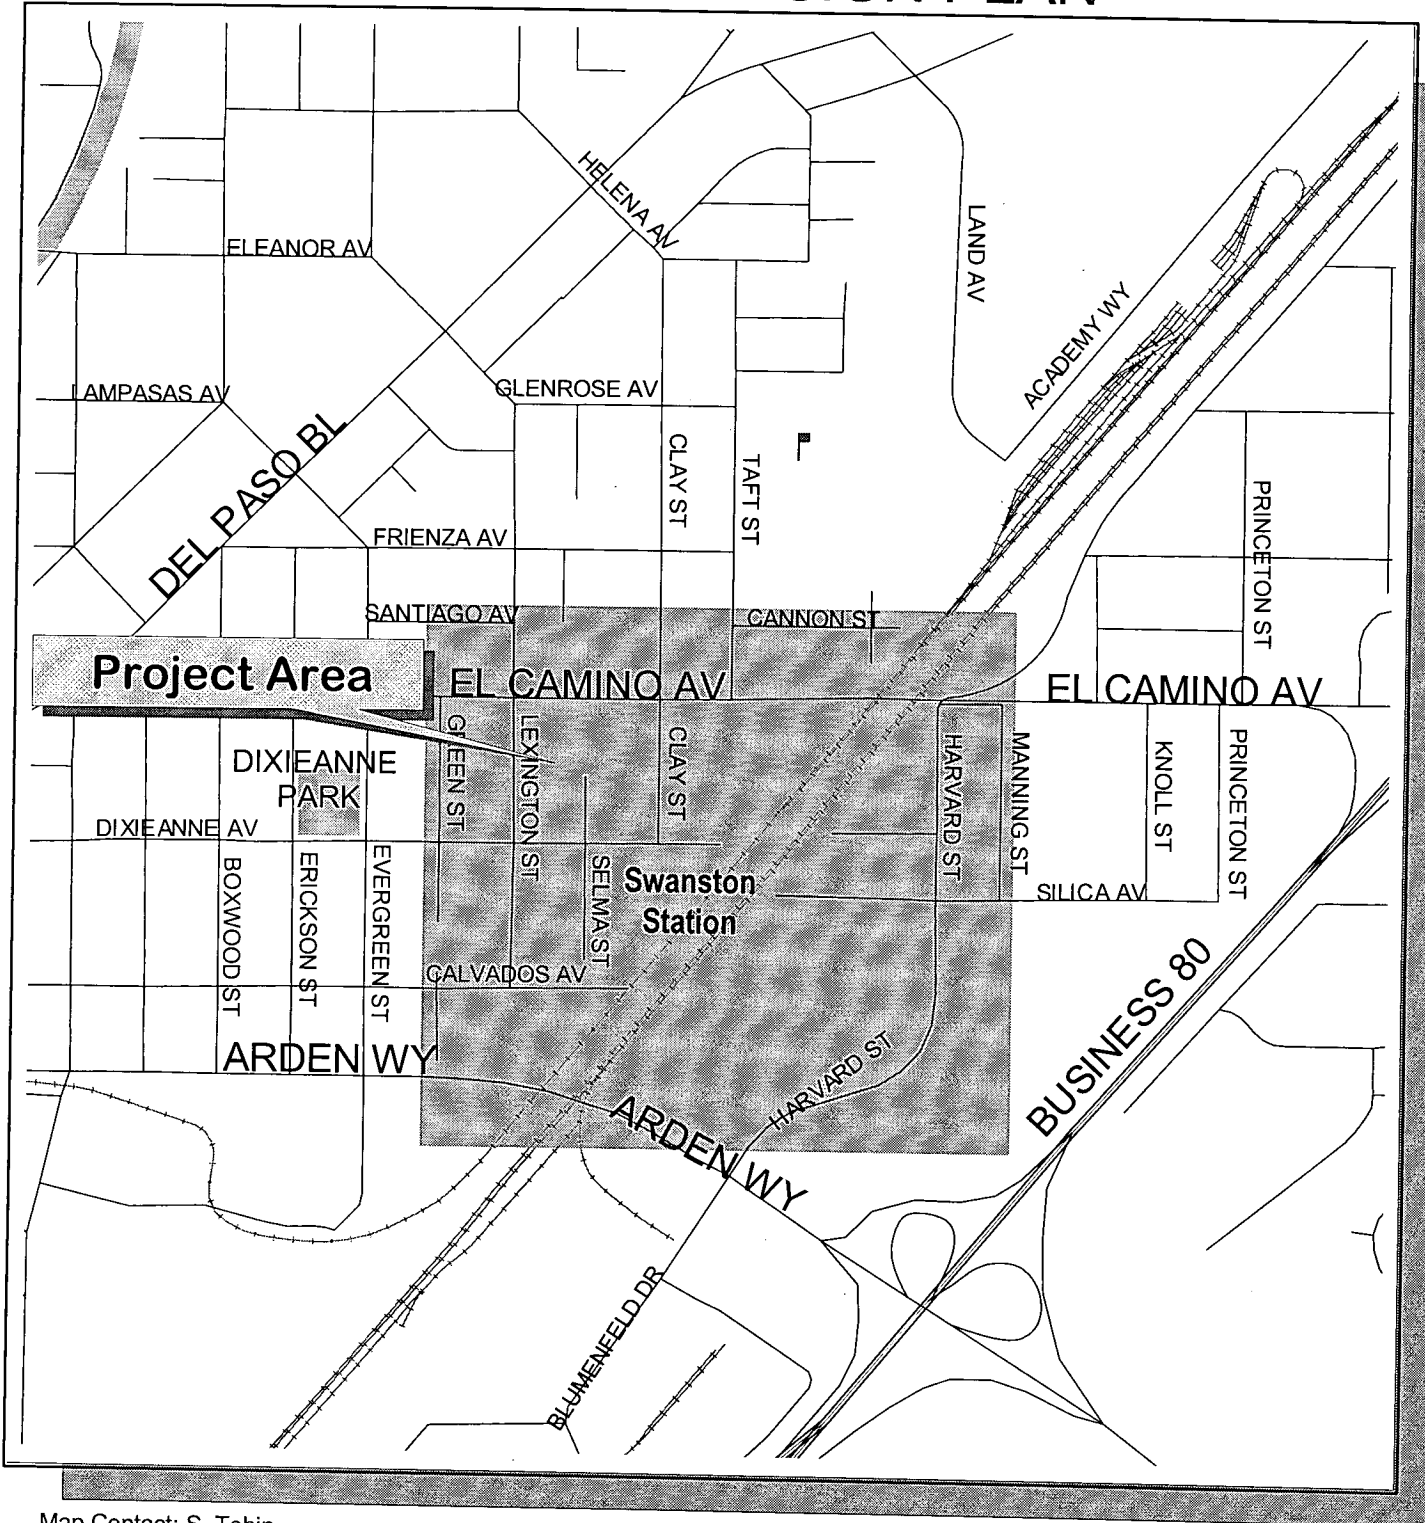 PLAN
HELENA AV
LAND AV
ELEANOR AV
ACADEMY WY
LAMPASAS AV
GLENROSE AV
DEL PASO BL
CLAY ST
TAFT ST
PRINCETON ST
FRIENZA AV
SANTIAGO AV
CANNON ST
Project Area
EL CAMINO AV
EL CAMINO AV
GREEN ST
LEXINGTON ST
CLAY ST
HARVARD ST
MANNING ST
KNOLL ST
PRINCETON ST
DIXIEANNE
PARK
DIXIEANNE AV
BOXWOOD ST
ERICKSON ST
EVERGREEN ST
SELMA ST
Swanston
Station
SILICA AV
CALVADOS AV
BUSINESS 80
ARDEN WY
HARVARD ST
ARDEN WY
BLUMENFELD DR
Map Contact: S. Tobin